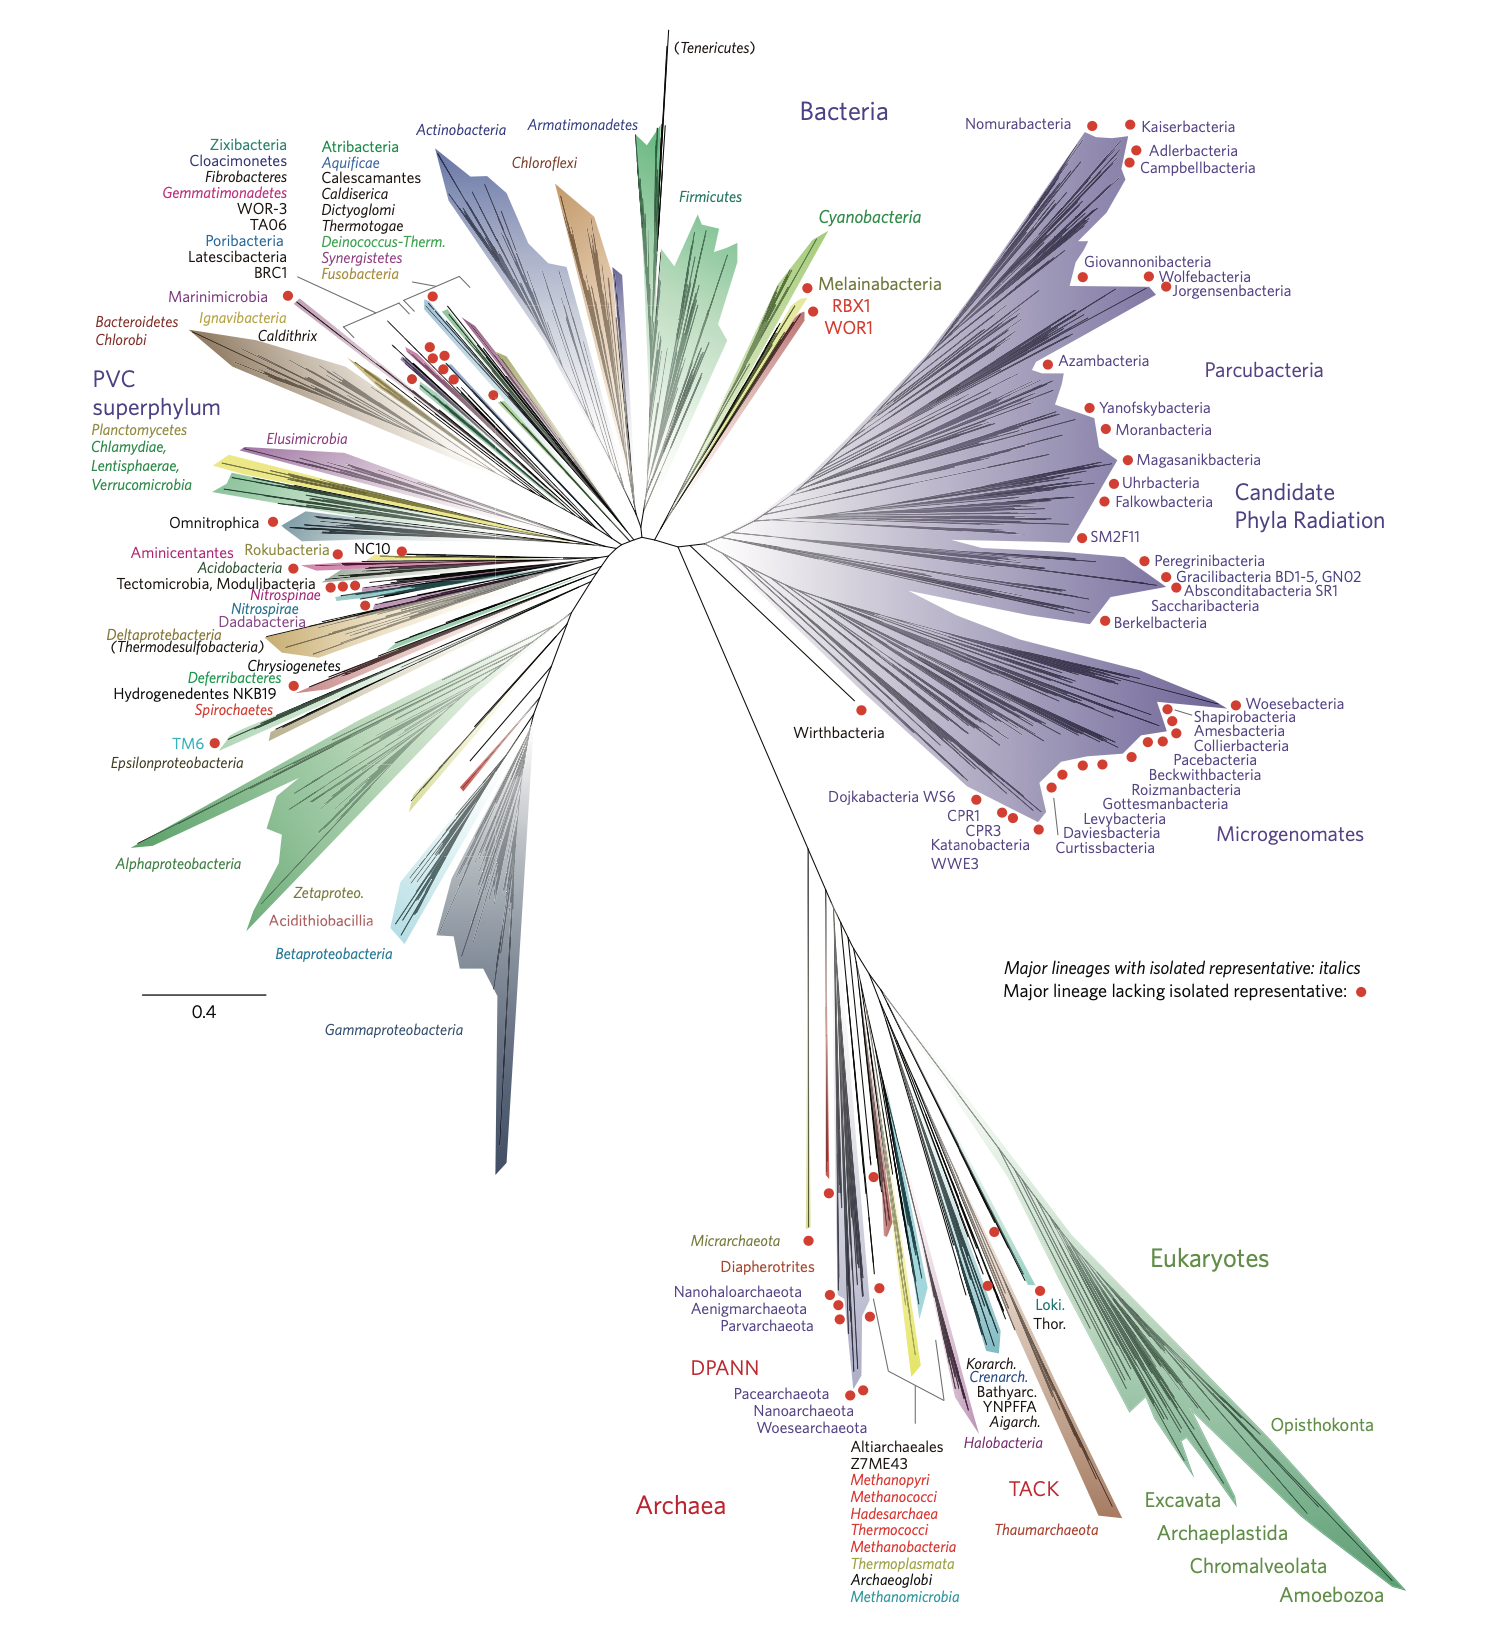 (Tenericutes)
Bacteria
Actinobacteria
Armatimonadetes
Chloroflexi
Firmicutes
Cyanobacteria
Melainabacteria
RBX1
WOR1
Zixibacteria
Cloacimonetes
Fibrobacteres
Gemmatimonadetes
WOR-3
TA06
Poribacteria
Latescibacteria
BRC1
Atribacteria
Aquificae
Calescamantes
Caldiserica
Dictyoglomi
Thermotogae
Deinococcus-Therm.
Synergistetes
Fusobacteria
Marinimicrobia
Ignavibacteria
Bacteroidetes
Chlorobi
Caldithrix
PVC
superphylum
Planctomycetes
Chlamydiae,
Lentisphaerae,
Verrucomicrobia
Elusimicrobia
Omnitrophica
Aminicentantes
Rokubacteria
NC10
Acidobacteria
Tectomicrobia, Modulibacteria
Nitrospinae
Nitrospirae
Dadabacteria
Deltaprotebacteria
(Thermodesulfobacteria)
Chrysiogenetes
Deferribacteres
Hydrogenedentes NKB19
Spirochaetes
TM6
Epsilonproteobacteria
Alphaproteobacteria
Zetaproteo.
Acidithiobacillia
Betaproteobacteria
Gammaproteobacteria
0.4
Nomurabacteria
Kaiserbacteria
Adlerbacteria
Campbellbacteria
Giovannonibacteria
Wolfebacteria
Jorgensenbacteria
Azambacteria
Parcubacteria
Yanofskybacteria
Moranbacteria
Magasanikbacteria
Uhrbacteria
Falkowbacteria
Candidate
Phyla Radiation
SM2F11
Peregrinibacteria
Gracilibacteria BD1-5, GN02
Absconditabacteria SR1
Saccharibacteria
Berkelbacteria
Woesebacteria
Shapirobacteria
Amesbacteria
Collierbacteria
Pacebacteria
Beckwithbacteria
Roizmanbacteria
Gottesmanbacteria
Levybacteria
Daviesbacteria
Curtissbacteria
Microgenomates
Wirthbacteria
Dojkabacteria WS6
CPR1
CPR3
Katanobacteria
WWE3
Major lineages with isolated representative: italics
Major lineage lacking isolated representative:
Micrarchaeota
Diapherotrites
Nanohaloarchaeota
Aenigmarchaeota
Parvarchaeota
DPANN
Pacearchaeota
Nanoarchaeota
Woesearchaeota
Altiarchaeales
Z7ME43
Methanopyri
Methanococci
Hadesarchaea
Thermococci
Methanobacteria
Thermoplasmata
Archaeoglobi
Methanomicrobia
Archaea
Halobacteria
Loki.
Thor.
Korarch.
Crenarch.
Bathyarc.
YNPFFA
Aigarch.
TACK
Thaumarchaeota
Eukaryotes
Opisthokonta
Excavata
Archaeplastida
Chromalveolata
Amoebozoa